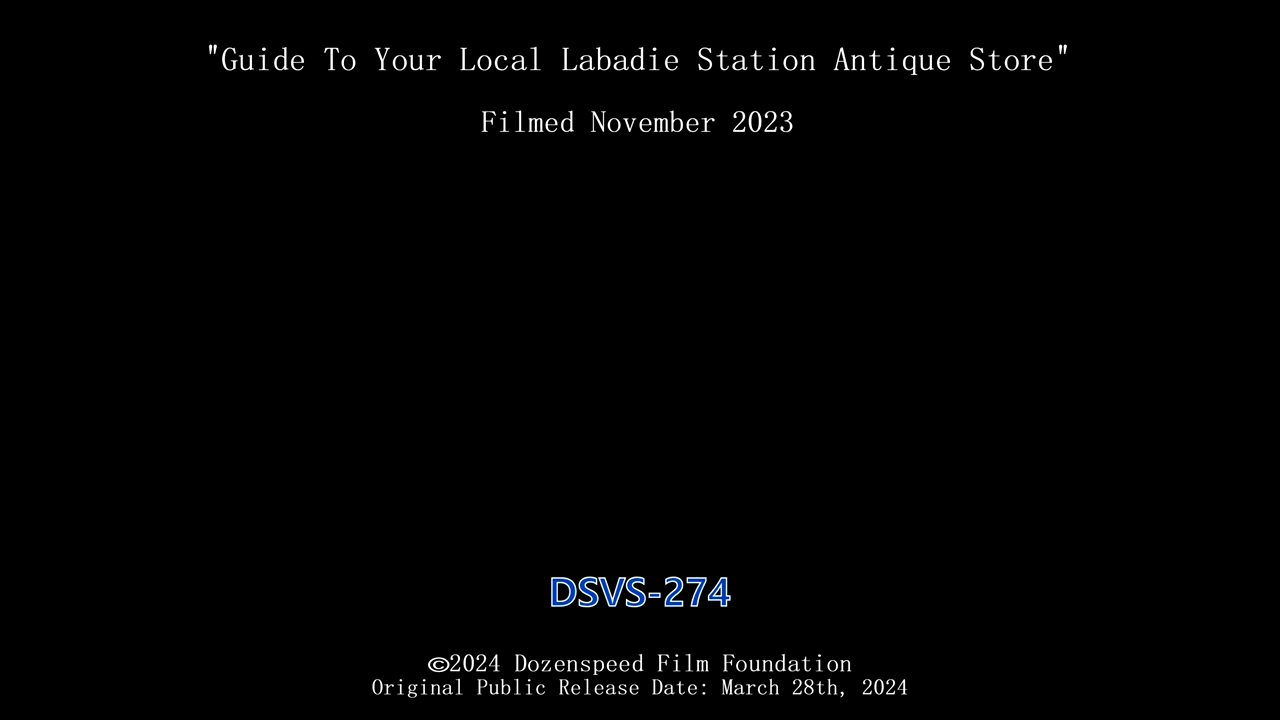 "Guide To Your Local Labadie Station Antique Store"
Filmed November 2023
DSVS-274
©2024 Dozenspeed Film Foundation
Original Public Release Date: March 28th, 2024